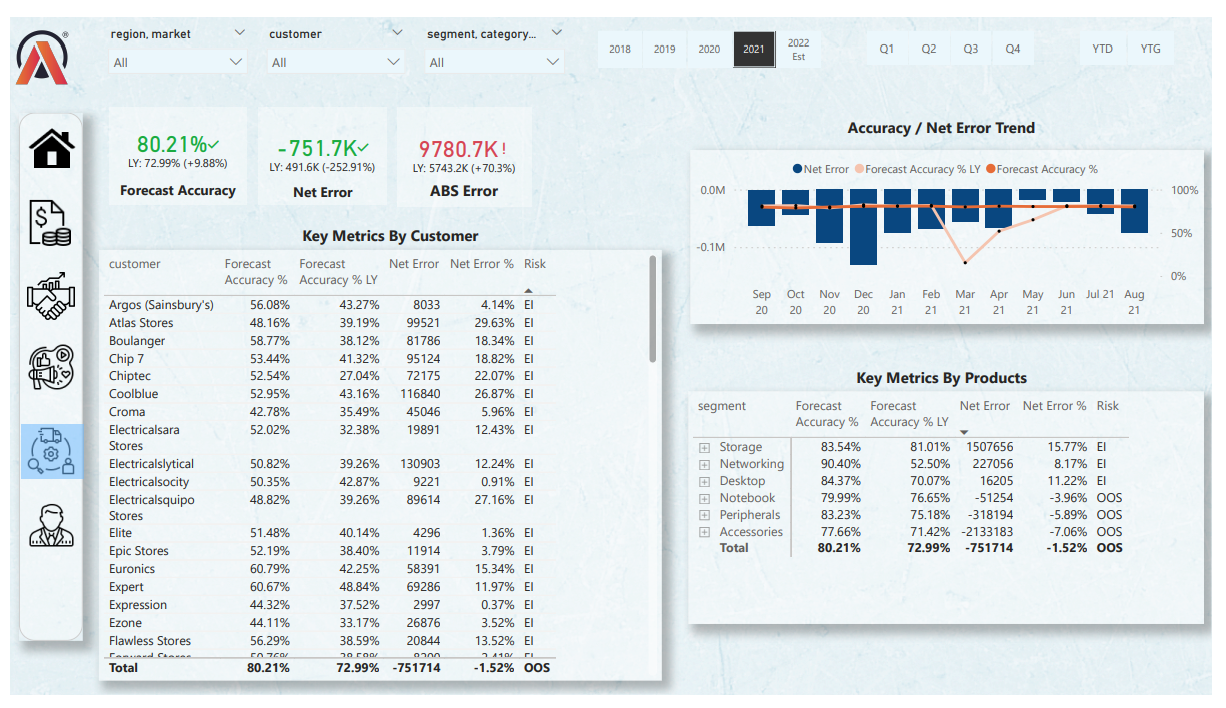 region, market
customer
segment, category...
All
All
All
2018 2019 2020 2021 2022 Est
Q1 Q2 Q3 Q4
YTD YTG
80.21%
LY: 72.99% (+9.88%)
Forecast Accuracy
-751.7K
LY: 491.6K (-252.91%)
Net Error
9780.7K !
LY: 5743.2K (+70.3%)
ABS Error
Accuracy / Net Error Trend
Net Error Forecast Accuracy % LY Forecast Accuracy %
0.0M 100%
-0.1M 50%
0%
Sep Oct Nov Dec Jan Feb Mar Apr May Jun Jul 21 Aug
20 20 20 20 21 21 21 21 21 21 21
Key Metrics By Customer
customer Forecast Accuracy % Forecast Accuracy % LY Net Error Net Error % Risk
Argos (Sainsbury's) 56.08% 43.27% 8033 4.14% EI
Atlas Stores 48.16% 39.19% 99521 29.63% EI
Boulanger 58.77% 38.12% 81786 18.34% EI
Chip 7 53.44% 41.32% 95124 18.82% EI
Chiptec 52.54% 27.04% 72175 22.07% EI
Coolblue 52.95% 43.16% 116840 26.87% EI
Croma 42.78% 35.49% 45046 5.96% EI
Electricalsara Stores 52.02% 32.38% 19891 12.43% EI
Electricalslytical 50.82% 39.26% 130903 12.24% EI
Electricalsocity 50.35% 42.87% 9221 0.91% EI
Electricalsquipo Stores 48.82% 39.26% 89614 27.16% EI
Elite 51.48% 40.14% 4296 1.36% EI
Epic Stores 52.19% 38.40% 11914 3.79% EI
Euronics 60.79% 42.25% 58391 15.34% EI
Expert 60.67% 48.84% 69286 11.97% EI
Expression 44.32% 37.52% 2997 0.37% EI
Ezone 44.11% 33.17% 26876 3.52% EI
Flawless Stores 56.29% 38.59% 20844 13.52% EI
Total 80.21% 72.99% -751714 -1.52% OOS
Key Metrics By Products
segment Forecast Accuracy % Forecast Accuracy % LY Net Error Net Error % Risk
Storage 83.54% 81.01% 1507656 15.77% EI
Networking 90.40% 52.50% 227056 8.17% EI
Desktop 84.37% 70.07% 16205 11.22% EI
Notebook 79.99% 76.65% -51254 -3.96% OOS
Peripherals 83.23% 75.18% -318194 -5.89% OOS
Accessories 77.66% 71.42% -2133183 -7.06% OOS
Total 80.21% 72.99% -751714 -1.52% OOS